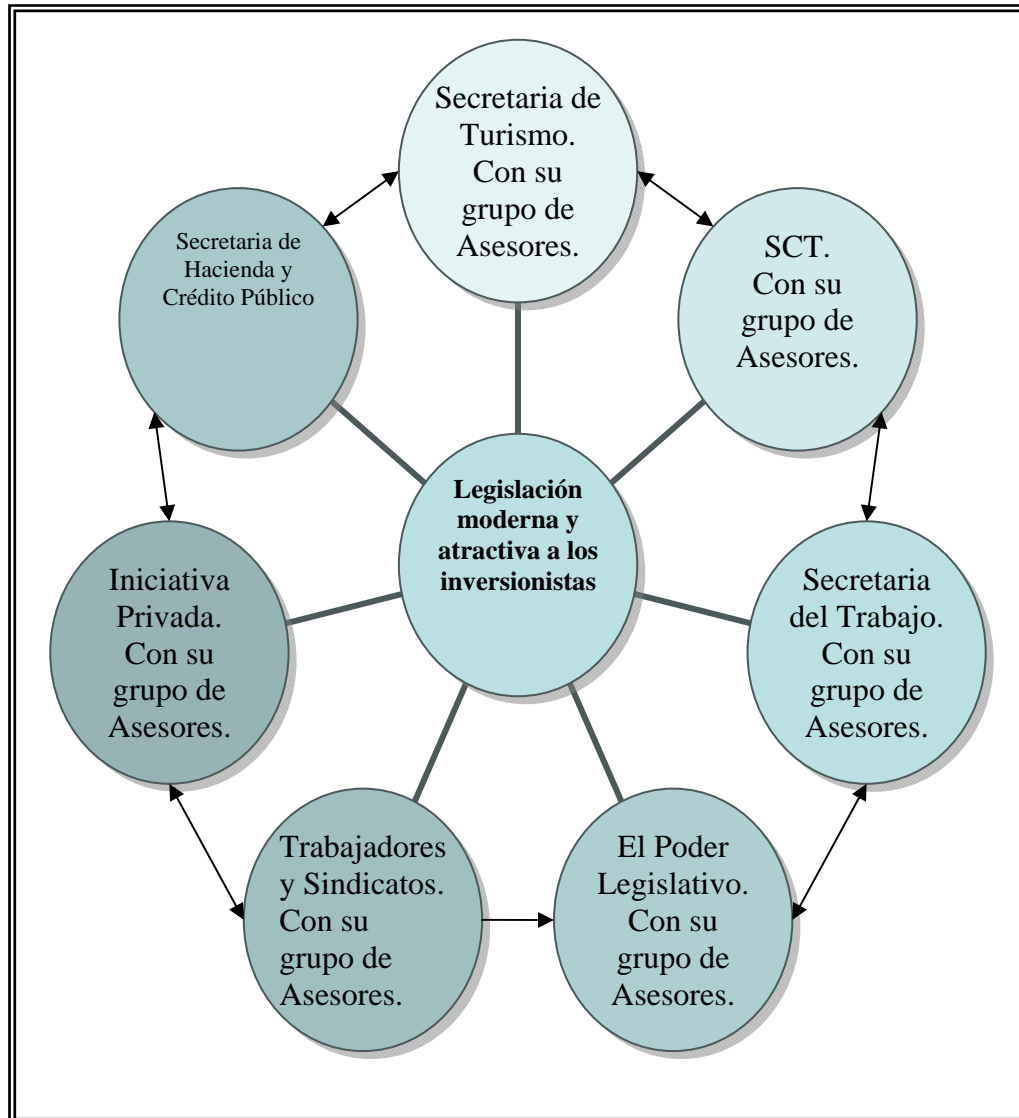 Secretaria de
Turismo.
Con su
grupo de
Asesores.
SCT.
Con su
grupo de
Asesores.
Secretaria
del Trabajo.
Con su
grupo de
Asesores.
El Poder
Legislativo.
Con su
grupo de
Asesores.
Trabajadores
y Sindicatos.
Con su
grupo de
Asesores.
Iniciativa
Privada.
Con su
grupo de
Asesores.
Secretaria de
Hacienda y
Crédito Público
Legislación
moderna y
atractiva a los
inversionistas